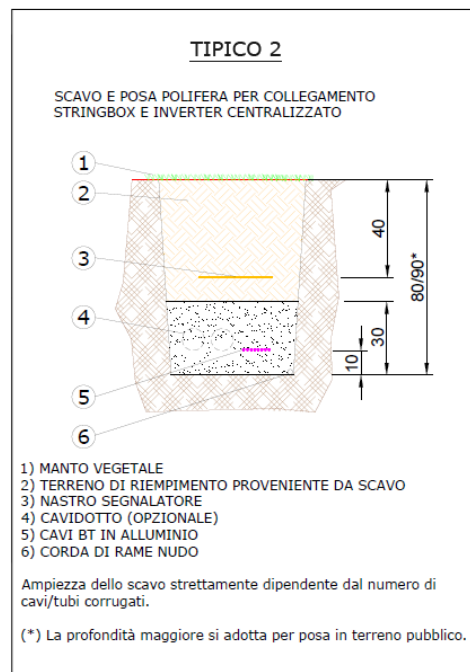 TIPICO 2
SCAVO E POSA POLIFERA PER COLLEGAMENTO
STRINGBOX E INVERTER CENTRALIZZATO
1
2
3
4
5
6
40
80/90*
30
10
1) MANTO VEGETALE
2) TERRENO DI RIEMPIMENTO PROVENIENTE DA SCAVO
3) NASTRO SEGNALATORE
4) CAVIDOTTO (OPZIONALE)
5) CAVI BT IN ALLUMINIO
6) CORDA DI RAME NUDO
Ampiezza dello scavo strettamente dipendente dal numero di
cavi/tubi corrugati.
(*) La profondità maggiore si adotta per posa in terreno pubblico.